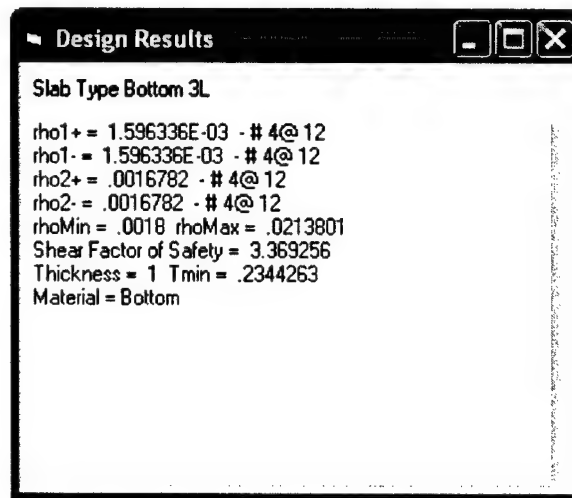 Design Results
Slab Type Bottom 3L
rho1+ = 1.596336E-03 - # 4@ 12
rho1- = 1.596336E-03 - # 4@ 12
rho2+ = .0016782 - # 4@ 12
rho2- = .0016782 - # 4@ 12
rhoMin = .0018 rhoMax = .0213801
Shear Factor of Safety = 3.369256
Thickness = 1 Tmin = .2344263
Material = Bottom